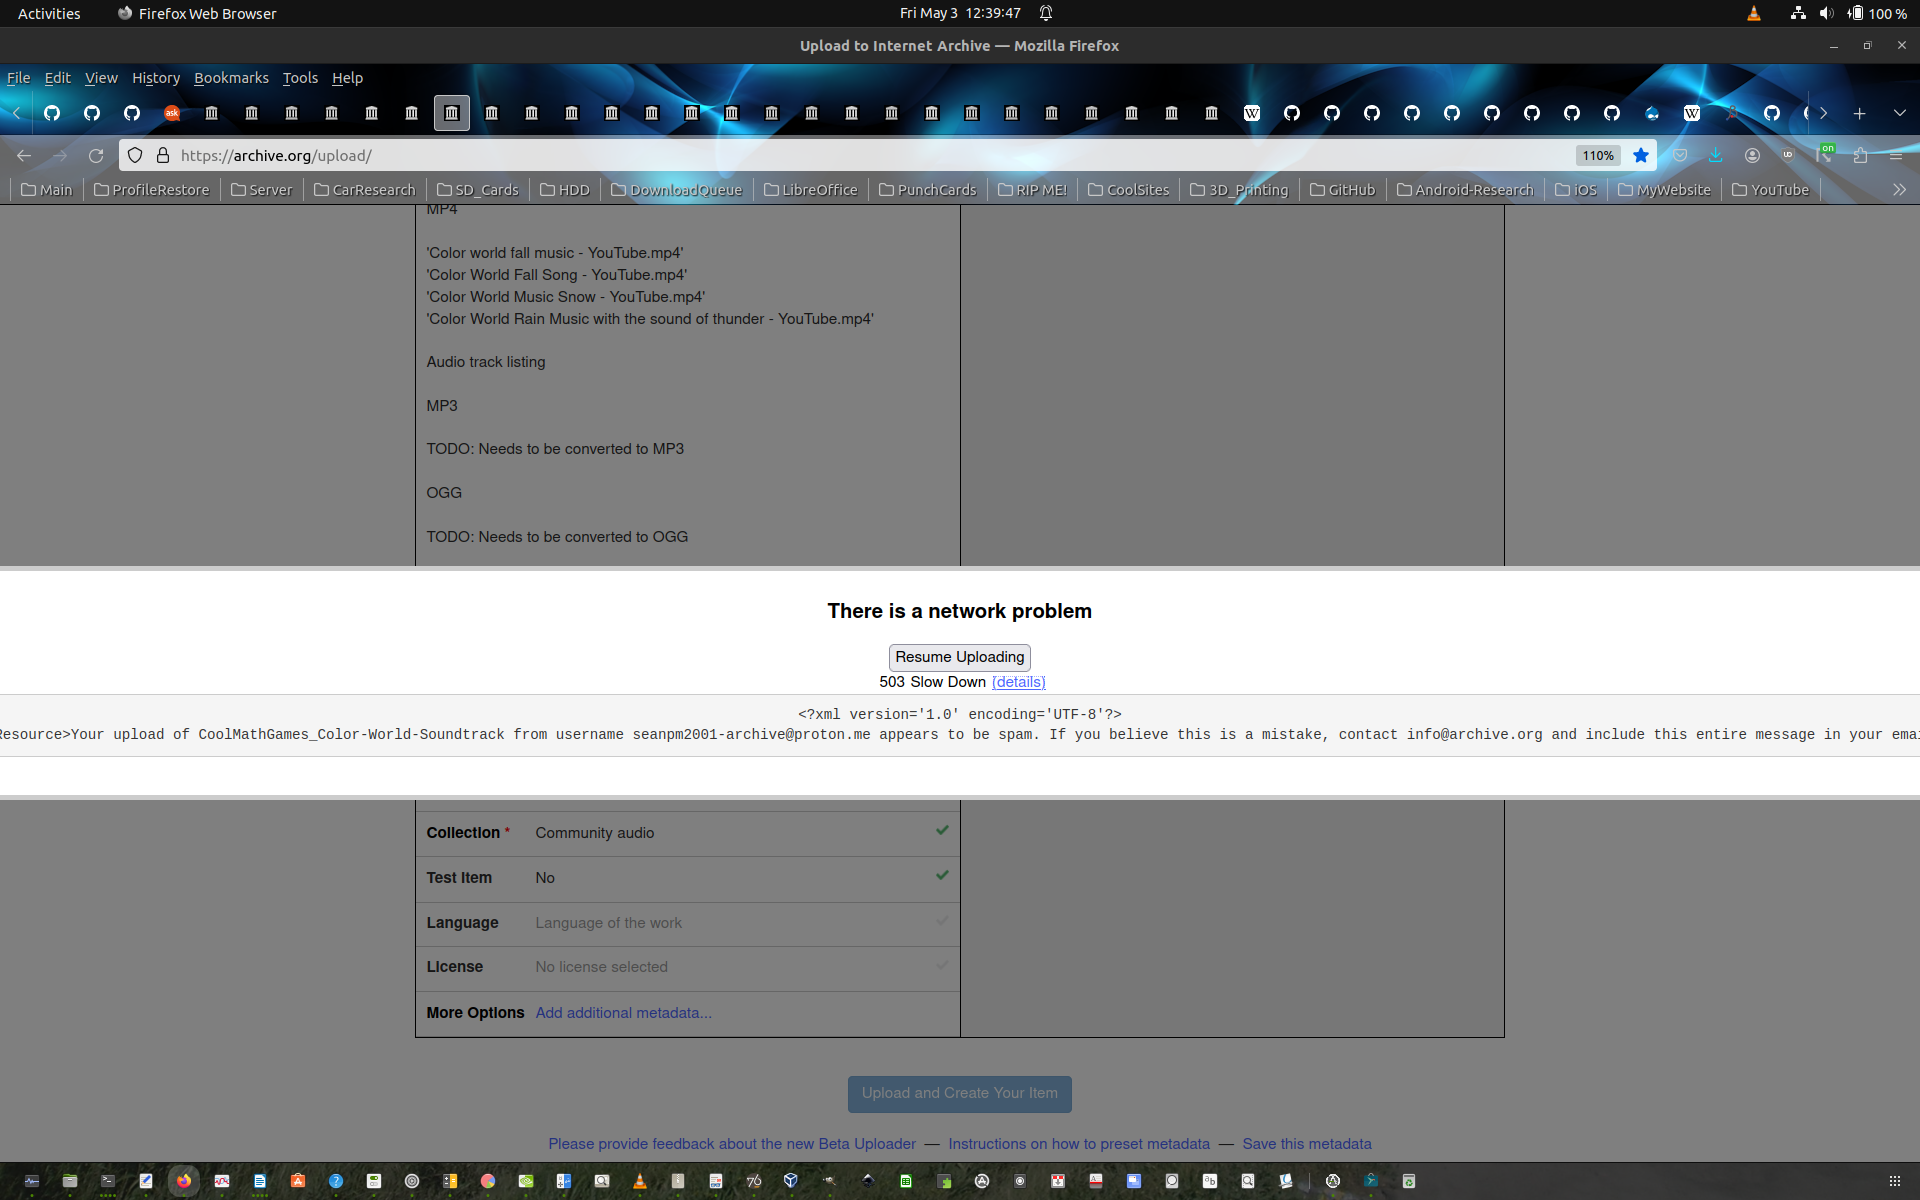 Activities
Firefox Web Browser
Fri May 3 12:39:47
100 %
Upload to Internet Archive — Mozilla Firefox
File Edit View History Bookmarks Tools Help
ask
W
W
https://archive.org/upload/
110%
on
Main
ProfileRestore
Server
CarResearch
SD_Cards
HDD
DownloadQueue
LibreOffice
PunchCards
RIP ME!
CoolSites
3D_Printing
GitHub
Android-Research
iOS
MyWebsite
YouTube
MP4
'Color world fall music - YouTube.mp4'
'Color World Fall Song - YouTube.mp4'
'Color World Music Snow - YouTube.mp4'
'Color World Rain Music with the sound of thunder - YouTube.mp4'
Audio track listing
MP3
TODO: Needs to be converted to MP3
OGG
TODO: Needs to be converted to OGG
There is a network problem
Resume Uploading
503 Slow Down (details)
<?xml version='1.0' encoding='UTF-8'?>
Resource>Your upload of CoolMathGames_Color-World-Soundtrack from username seanpm2001-archive@proton.me appears to be spam. If you believe this is a mistake, contact info@archive.org and include this entire message in your emai
Collection * Community audio
Test Item No
Language Language of the work
License No license selected
More Options Add additional metadata...
Upload and Create Your Item
Please provide feedback about the new Beta Uploader — Instructions on how to preset metadata — Save this metadata